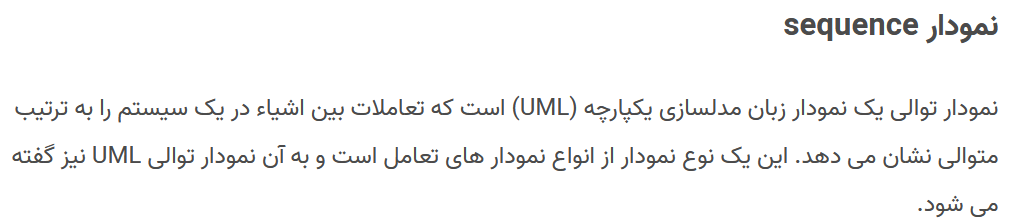 نمودار sequence
نمودار توالی یک نمودار زبان مدلسازی یکپارچه (UML) است که تعاملات بین اشیاء در یک سیستم را به ترتیب
متوالی نشان می دهد. این یک نوع نمودار از انواع نمودار های تعامل است و به آن نمودار توالی UML نیز گفته
می شود.